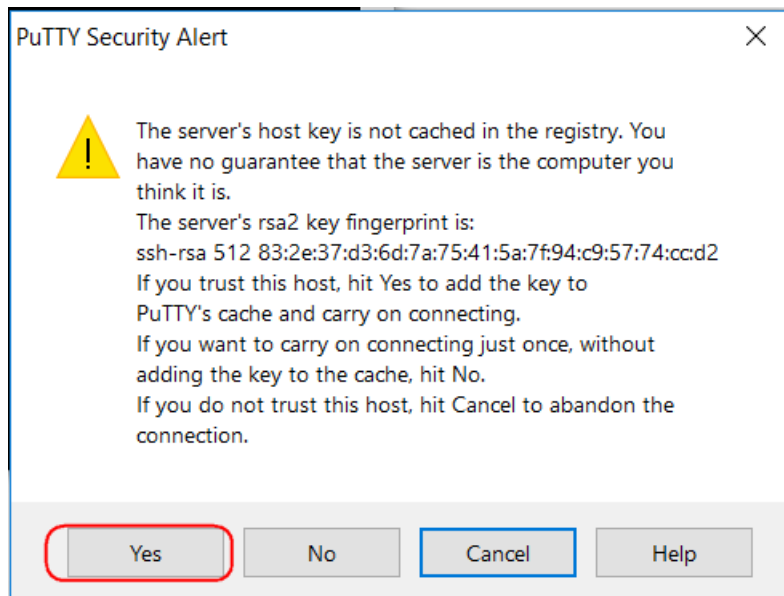 PuTTY Security Alert
The server's host key is not cached in the registry. You
have no guarantee that the server is the computer you
think it is.
The server's rsa2 key fingerprint is:
ssh-rsa 512 83:2e:37:d3:6d:7a:75:41:5a:7f:94:c9:57:74:cc:d2
If you trust this host, hit Yes to add the key to
PuTTY's cache and carry on connecting.
If you want to carry on connecting just once, without
adding the key to the cache, hit No.
If you do not trust this host, hit Cancel to abandon the
connection.
Yes No Cancel Help